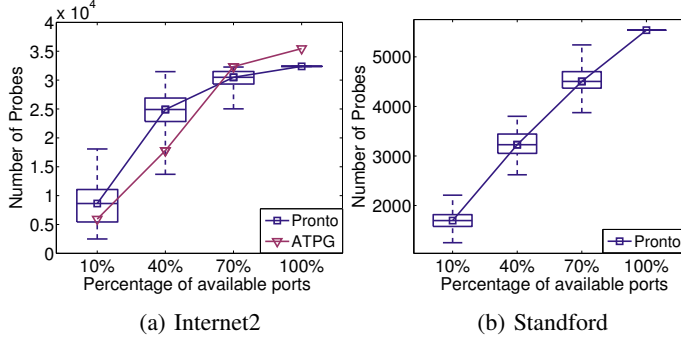 x 10^4
4
3.5
3
2.5
2
1.5
1
0.5
0
Number of Probes
10% 40% 70% 100%
Percentage of available ports
Pronto
ATPG
(a) Internet2
5000
4000
3000
2000
Number of Probes
10% 40% 70% 100%
Percentage of available ports
Pronto
(b) Standford